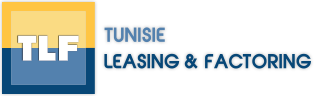 TLF
TUNISIE
LEASING & FACTORING